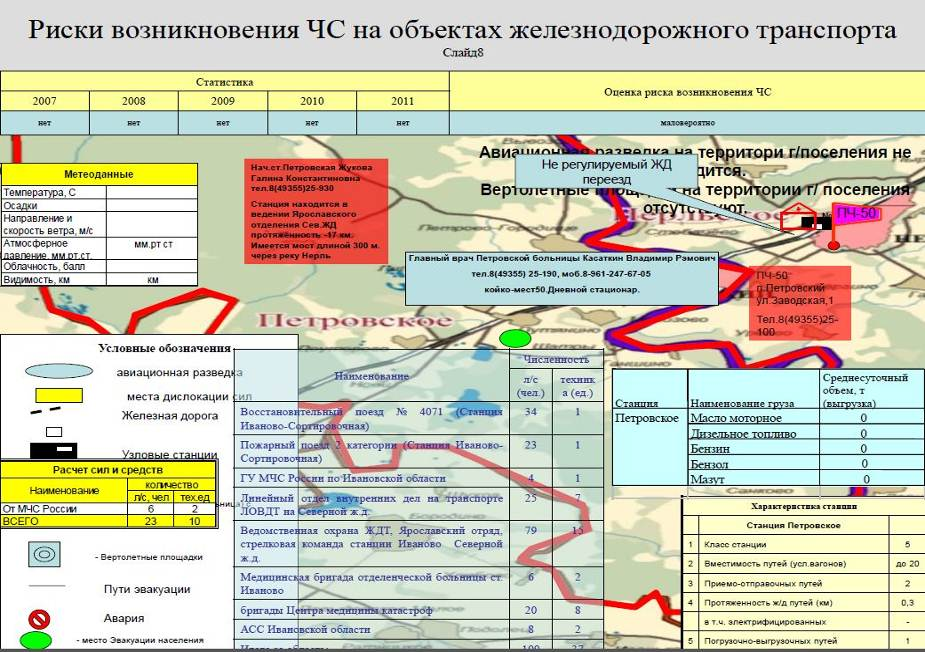 Риски возникновения ЧС на объектах железнодорожного транспорта
Слайд8
Статистика
Оценка риска возникновения ЧС
2007 2008 2009 2010 2011
нет нет нет нет нет маловероятно
Авиационная разведка на территори г/поселения не
Вертолетные на территории г/ поселения
Не регулируемый ЖД
переезд
ПЧ-50
Метеоданные
Температура, С
Осадки
Направление и
скорость ветра, м/с
Атмосферное мм.рт ст
давление, мм.рт.ст.
Облачность, балл
Видимость, км км
Нач.ст.Петровская Жукова
Галина Константиновна
тел.8(49355)25-930
Станция находится в
ведении Ярославского
отделения Сев.ЖД
протяженность -17 км.
Имеется мост длиной 300 м.
через реку Нерль
Главный врач Петровской больницы Касаткин Владимир Рэмович
тел.8(49355) 25-190, моб.8-961-247-67-05
койко-мест50.Дневной стационар.
ПЧ-50
п.Петровский
ул.Заводская,1
Тел.8(49355)25-
100
Петровское
Условные обозначения
авиационная разведка
места дислокации сил
Железная дорога
Узловые станции
Расчет сил и средств
Наименование количество
л/с, чел тех.ед
От МЧС России 6 2
ВСЕГО 23 10
- Вертолетные площадки
Пути эвакуации
Авария
- место Эвакуации населения
Наименование Численность
л/с
(чел.)
техник
а (ед.)
Восстановительный поезд № 4071 (Станция 34 1
Иваново-Сортировочная)
Пожарный поезд 2 категории (Станция Иваново- 23 1
Сортировочная)
ГУ МЧС России по Ивановской области 4 1
Линейный отдел внутренних дел на транспорте 25 7
ЛОВДТ на Северной ж.д.
Ведомственная охрана ЖДТ, Ярославский отряд, 79 15
стрелковая команда станции Иваново Северной
ж.д.
Медицинская бригада отделенческой больницы ст. 6 2
Иваново
бригады Центра медицины катастроф 20 8
АСС Ивановской области 8 2
Станция Наименование груза Среднесуточный
объем, т
(выгрузка)
Петровское Масло моторное 0
Дизельное топливо 0
Бензин 0
Бензол 0
Мазут 0
Характеристика станции
Станция Петровское
1 Класс станции 5
2 Вместимость путей (усл.вагонов) до 20
3 Приемо-отправочных путей 2
4 Протяженность ж/д путей (км) 0,3
в т.ч. электрифицированных -
5 Погрузочно-выгрузочных путей 1